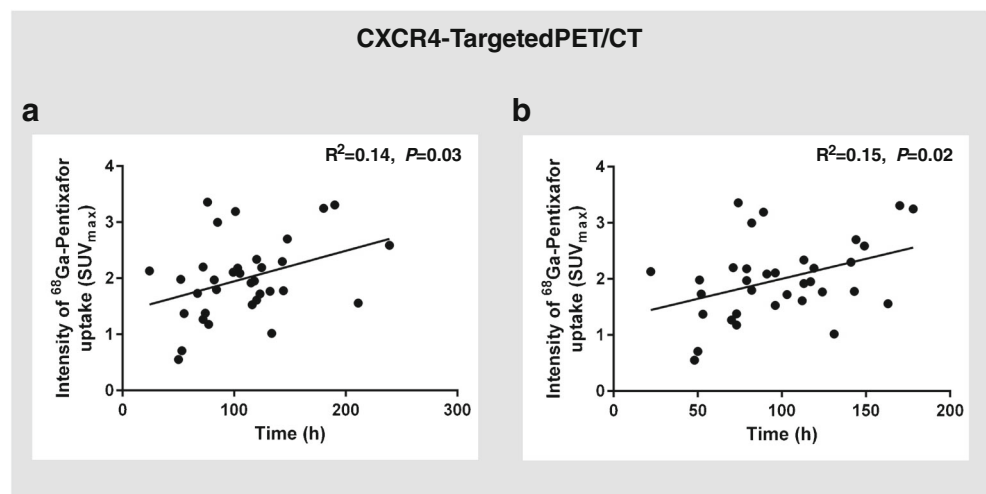 CXCR4-TargetedPET/CT
a
R²=0.14, P=0.03
Intensity of ⁶⁸Ga-Pentixafor
uptake (SUVmax)
4
3
2
1
0
0 100 200 300
Time (h)
b
R²=0.15, P=0.02
Intensity of ⁶⁸Ga-Pentixafor
uptake (SUVmax)
4
3
2
1
0
0 50 100 150 200
Time (h)